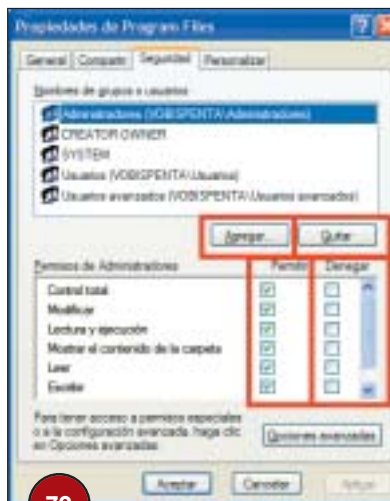 Propiedades de Program Files
General Compartir Seguridad Personalizar
Nombres de grupos o usuarios
Administradores (VOBISPENTA\Administradores)
CREATOR OWNER
SYSTEM
Usuarios (VOBISPENTA\Usuarios)
Usuarios avanzados (VOBISPENTA\Usuarios avanzados)
Agregar... Quitar
Permisos de Administradores Permitir Denegar
Control total
Modificar
Lectura y ejecución
Mostrar el contenido de la carpeta
Leer
Escribir
Para tener acceso a permisos especiales
o a la configuración avanzada, haga clic
en Opciones avanzadas.
Opciones avanzadas
Aceptar Cancelar Aplicar